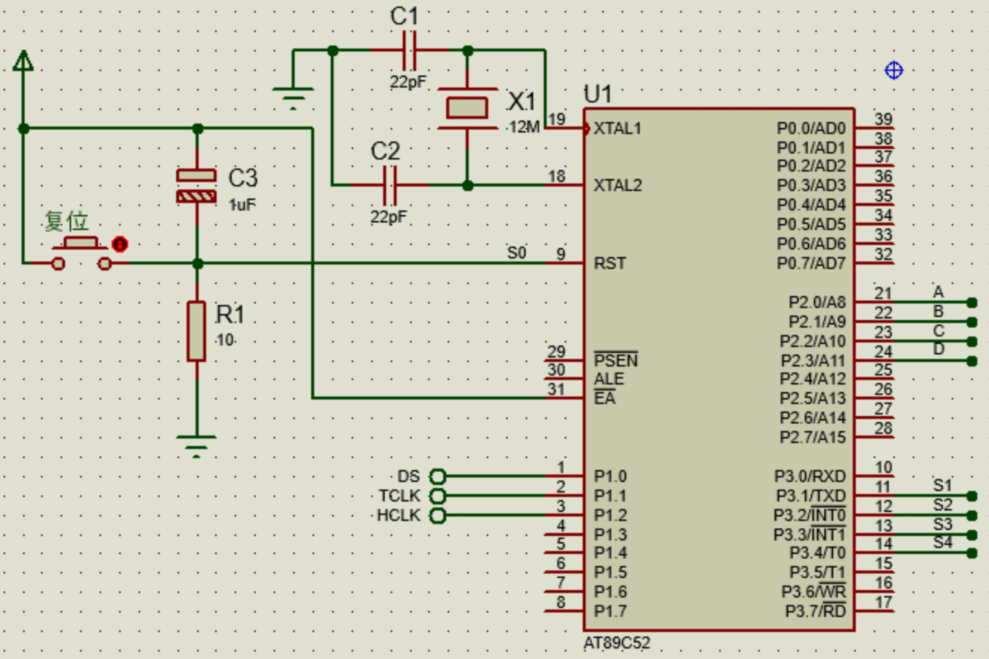 C1
22pF
X1
12M
C2
22pF
C3
1uF
复位
R1
10
S0
U1
19 XTAL1
18 XTAL2
9 RST
29 PSEN
30 ALE
31 EA
DS 1 P1.0
TCLK 2 P1.1
HCLK 3 P1.2
4 P1.3
5 P1.4
6 P1.5
7 P1.6
8 P1.7
P0.0/AD0 39
P0.1/AD1 38
P0.2/AD2 37
P0.3/AD3 36
P0.4/AD4 35
P0.5/AD5 34
P0.6/AD6 33
P0.7/AD7 32
P2.0/A8 21 A
P2.1/A9 22 B
P2.2/A10 23 C
P2.3/A11 24 D
P2.4/A12 25
P2.5/A13 26
P2.6/A14 27
P2.7/A15 28
P3.0/RXD 10
P3.1/TXD 11 S1
P3.2/INT0 12 S2
P3.3/INT1 13 S3
P3.4/T0 14 S4
P3.5/T1 15
P3.6/WR 16
P3.7/RD 17
AT89C52